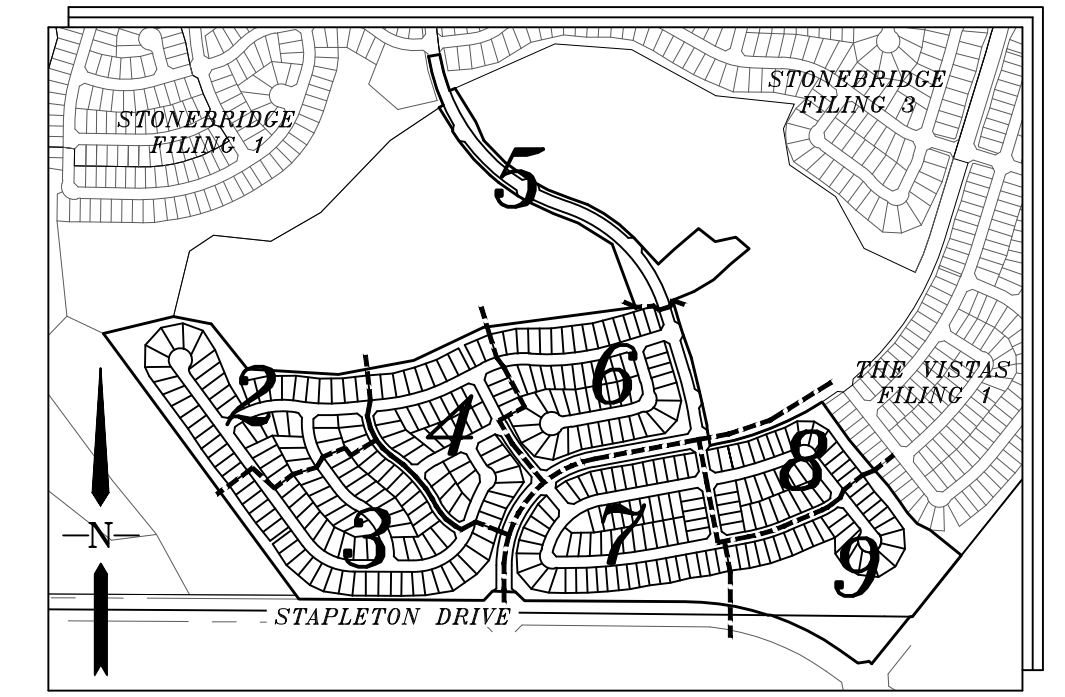 STONEBRIDGE
FILING 3
STONEBRIDGE
FILING 1
5
THE VISTAS
FILING 1
6
2
4
8
7
3
9
N
STAPLETON DRIVE